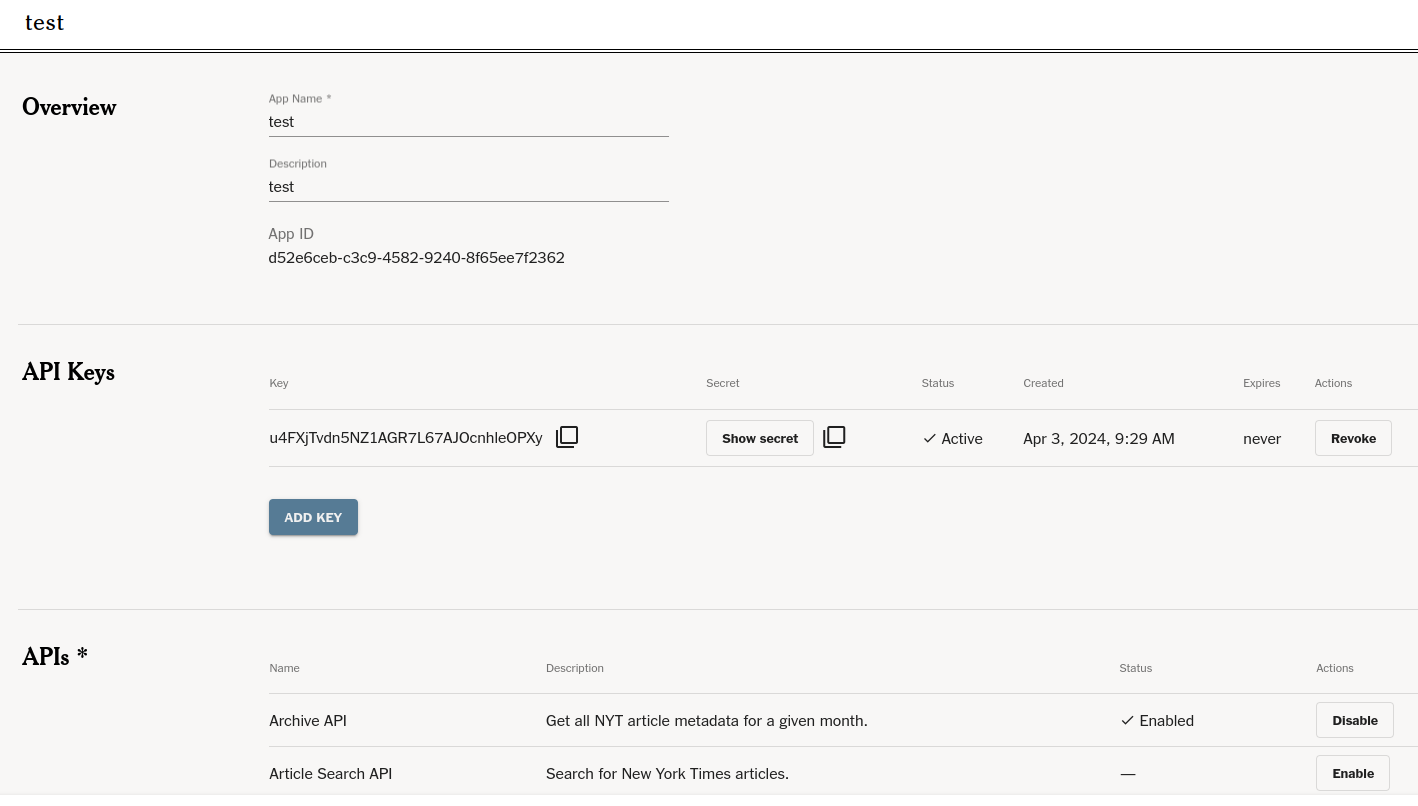 test
Overview
App Name *
test
Description
test
App ID
d52e6ceb-c3c9-4582-9240-8f65ee7f2362
API Keys
Key Secret Status Created Expires Actions
u4FXjTvdn5NZ1AGR7L67AJOcnhleOPXy Show secret Active Apr 3, 2024, 9:29 AM never Revoke
ADD KEY
APIs *
Name Description Status Actions
Archive API Get all NYT article metadata for a given month. Enabled Disable
Article Search API Search for New York Times articles. — Enable